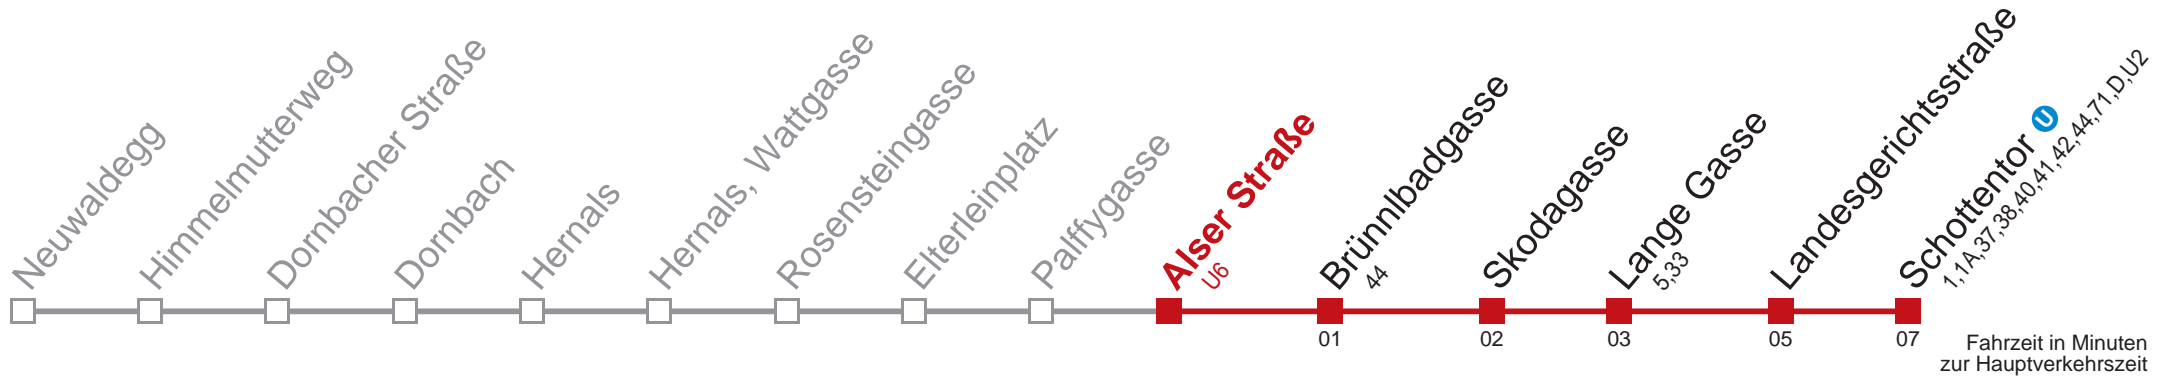 Neuwaldegg
Himmelmutterweg
Dornbacher Straße
Dornbach
Hernals
Hernals, Wattgasse
Rosensteingasse
Elterleinplatz
Palffygasse
Alser Straße
U6
Brünnlbadgasse
44
Skodagasse
Lange Gasse
5,33
Landesgerichtsstraße
Schottentor U
1,1A,37,38,40,41,42,44,71,D,U2
01
02
03
05
07
Fahrzeit in Minuten
zur Hauptverkehrszeit